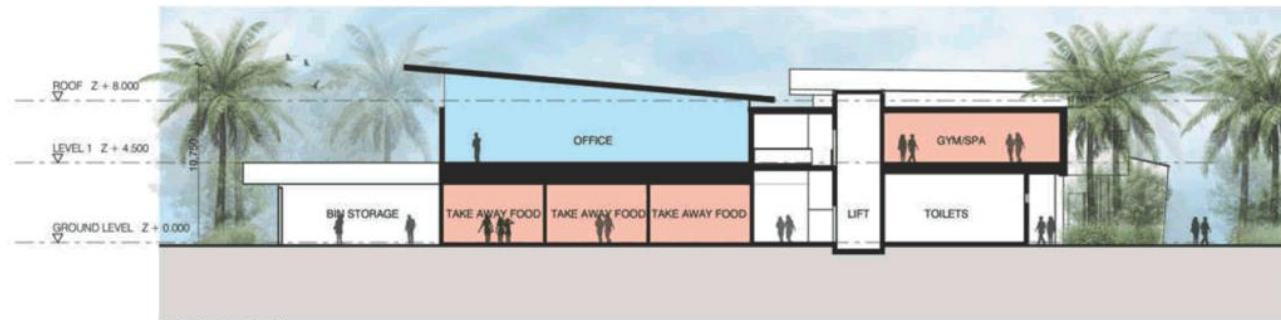 ROOF Z + 8.000
LEVEL 1 Z + 4.500
10.750
OFFICE
GYM/SPA
BIN STORAGE
TAKE AWAY FOOD
TAKE AWAY FOOD
TAKE AWAY FOOD
LIFT
TOILETS
GROUND LEVEL Z + 0.000